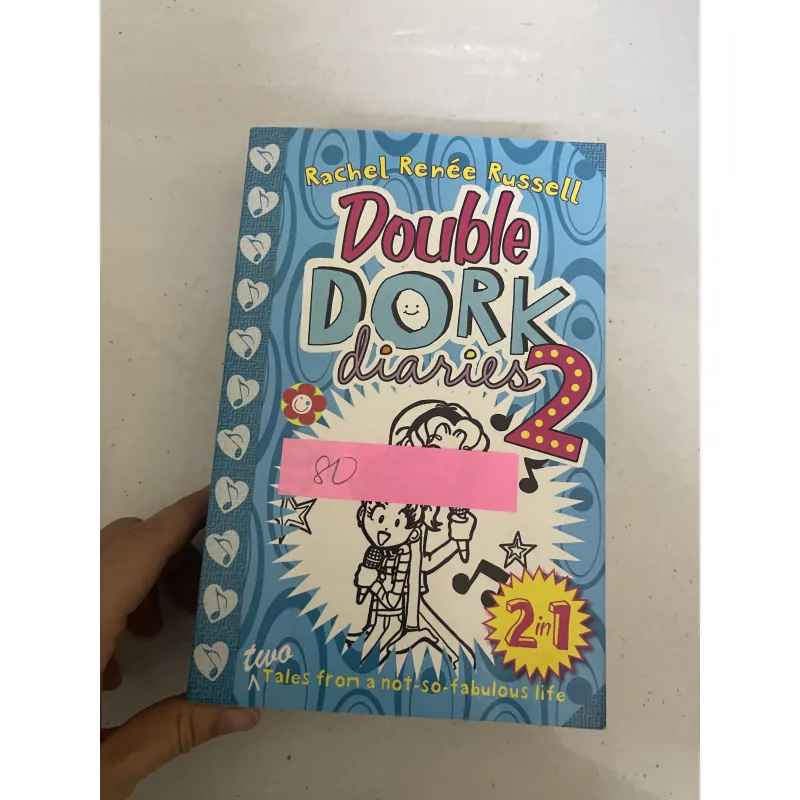 Rachel Renée Russell
Double
DORK
diaries
2
80
2 in 1
two
Tales from a not-so-fabulous life